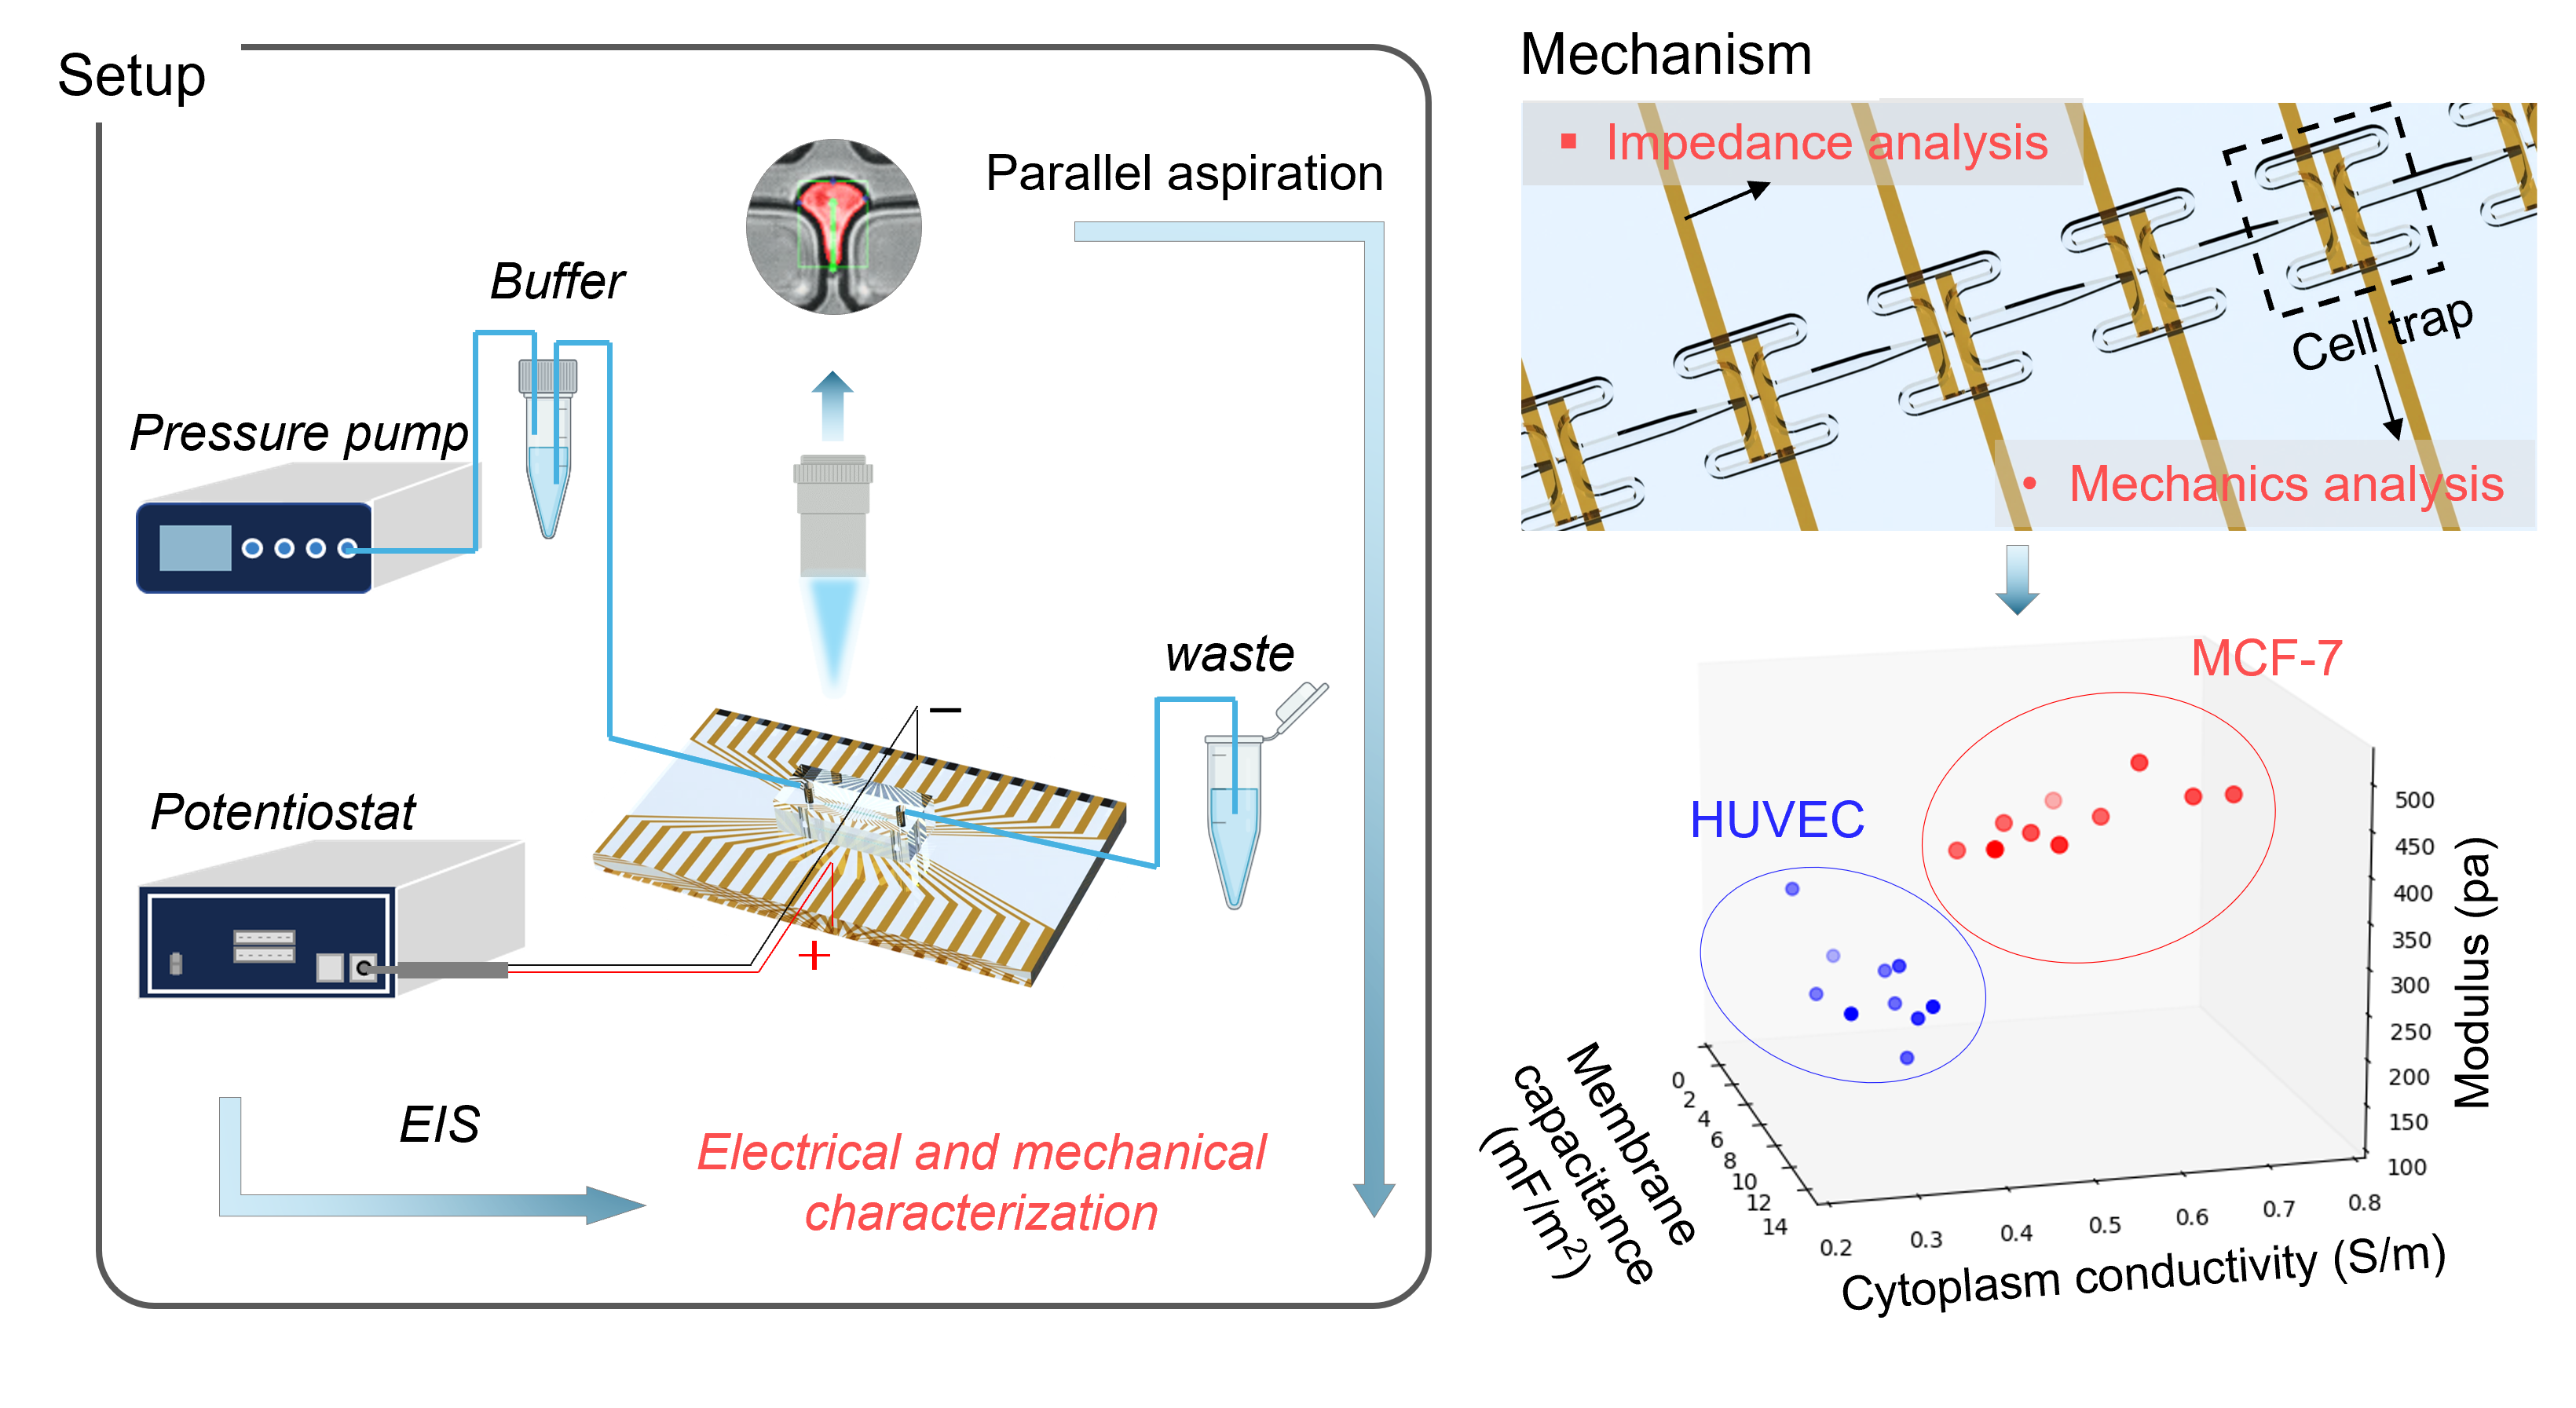 Setup
Parallel aspiration
Buffer
Pressure pump
waste
−
Potentiostat
+
EIS
Electrical and mechanical
characterization
Mechanism
▪ Impedance analysis
Cell trap
• Mechanics analysis
MCF-7
HUVEC
500
450
400
350
300
250
200
150
100
Modulus (pa)
0
2
4
6
8
10
12
14
Membrane
capacitance
(mF/m²)
0.2
0.3
0.4
0.5
0.6
0.7
0.8
Cytoplasm conductivity (S/m)